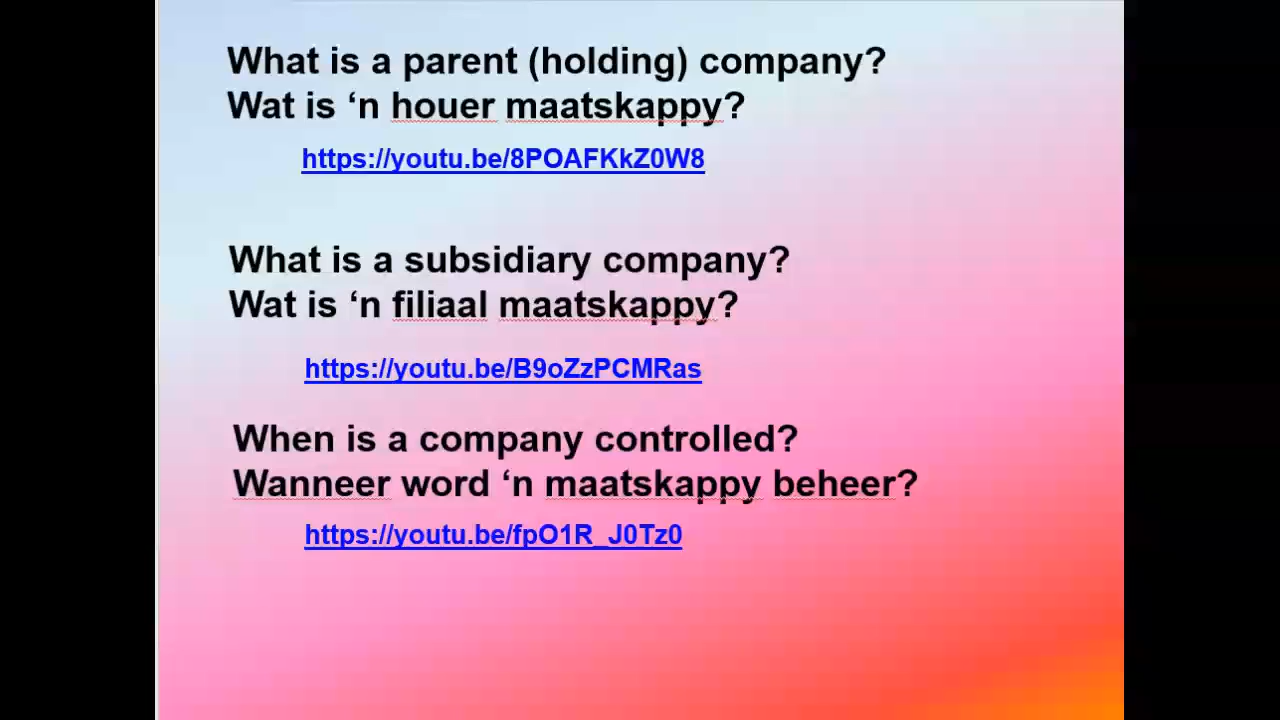 What is a parent (holding) company?
Wat is ‘n houer maatskappy?
https://youtu.be/8POAFKkZ0W8
What is a subsidiary company?
Wat is ‘n filiaal maatskappy?
https://youtu.be/B9oZzPCMRas
When is a company controlled?
Wanneer word ‘n maatskappy beheer?
https://youtu.be/fpO1R_J0Tz0